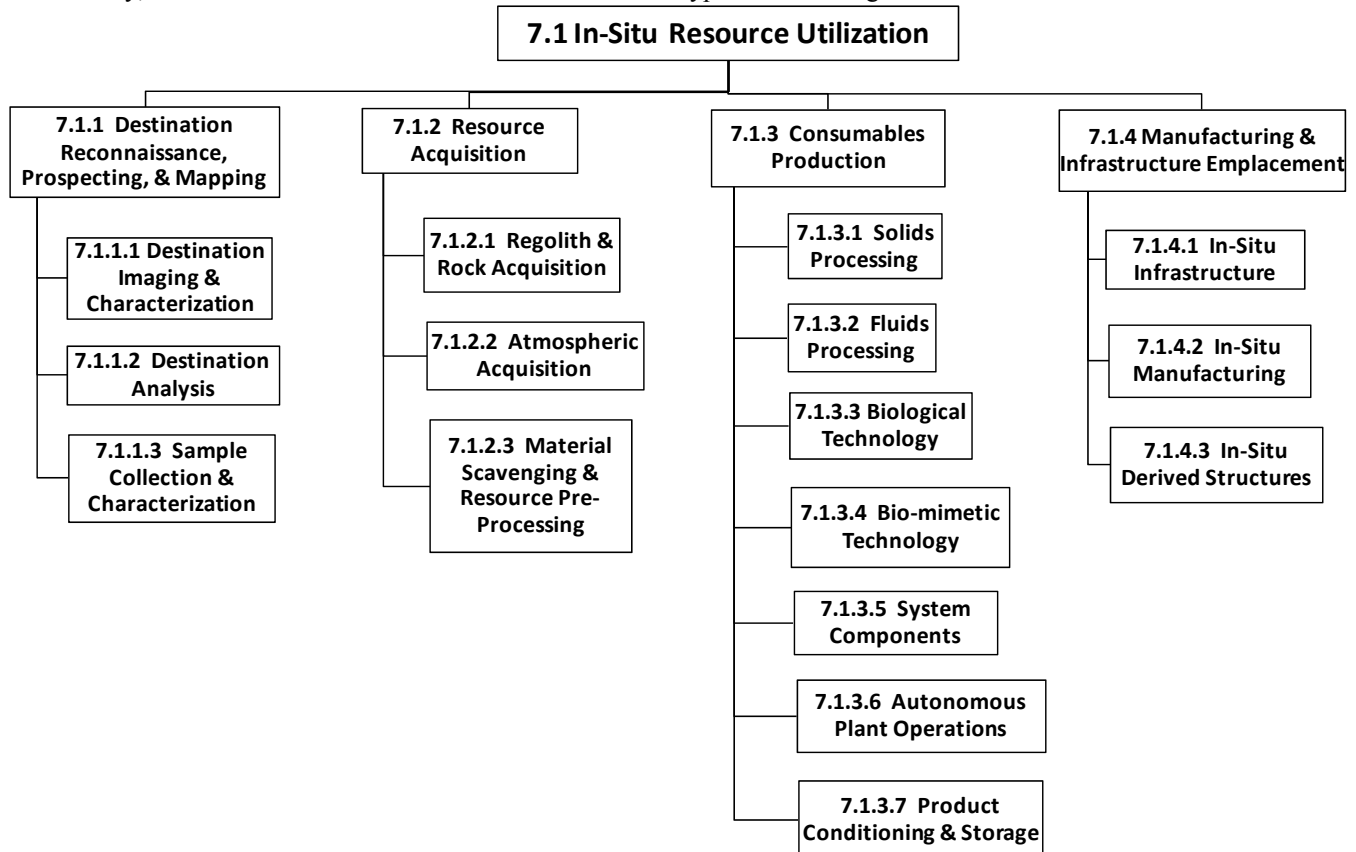 7.1 In-Situ Resource Utilization
7.1.1 Destination
Reconnaissance,
Prospecting, & Mapping
7.1.1.1 Destination
Imaging &
Characterization
7.1.1.2 Destination
Analysis
7.1.1.3 Sample
Collection &
Characterization
7.1.2 Resource
Acquisition
7.1.2.1 Regolith &
Rock Acquisition
7.1.2.2 Atmospheric
Acquisition
7.1.2.3 Material
Scavenging &
Resource Pre-
Processing
7.1.3 Consumables
Production
7.1.3.1 Solids
Processing
7.1.3.2 Fluids
Processing
7.1.3.3 Biological
Technology
7.1.3.4 Bio-mimetic
Technology
7.1.3.5 System
Components
7.1.3.6 Autonomous
Plant Operations
7.1.3.7 Product
Conditioning & Storage
7.1.4 Manufacturing &
Infrastructure Emplacement
7.1.4.1 In-Situ
Infrastructure
7.1.4.2 In-Situ
Manufacturing
7.1.4.3 In-Situ
Derived Structures